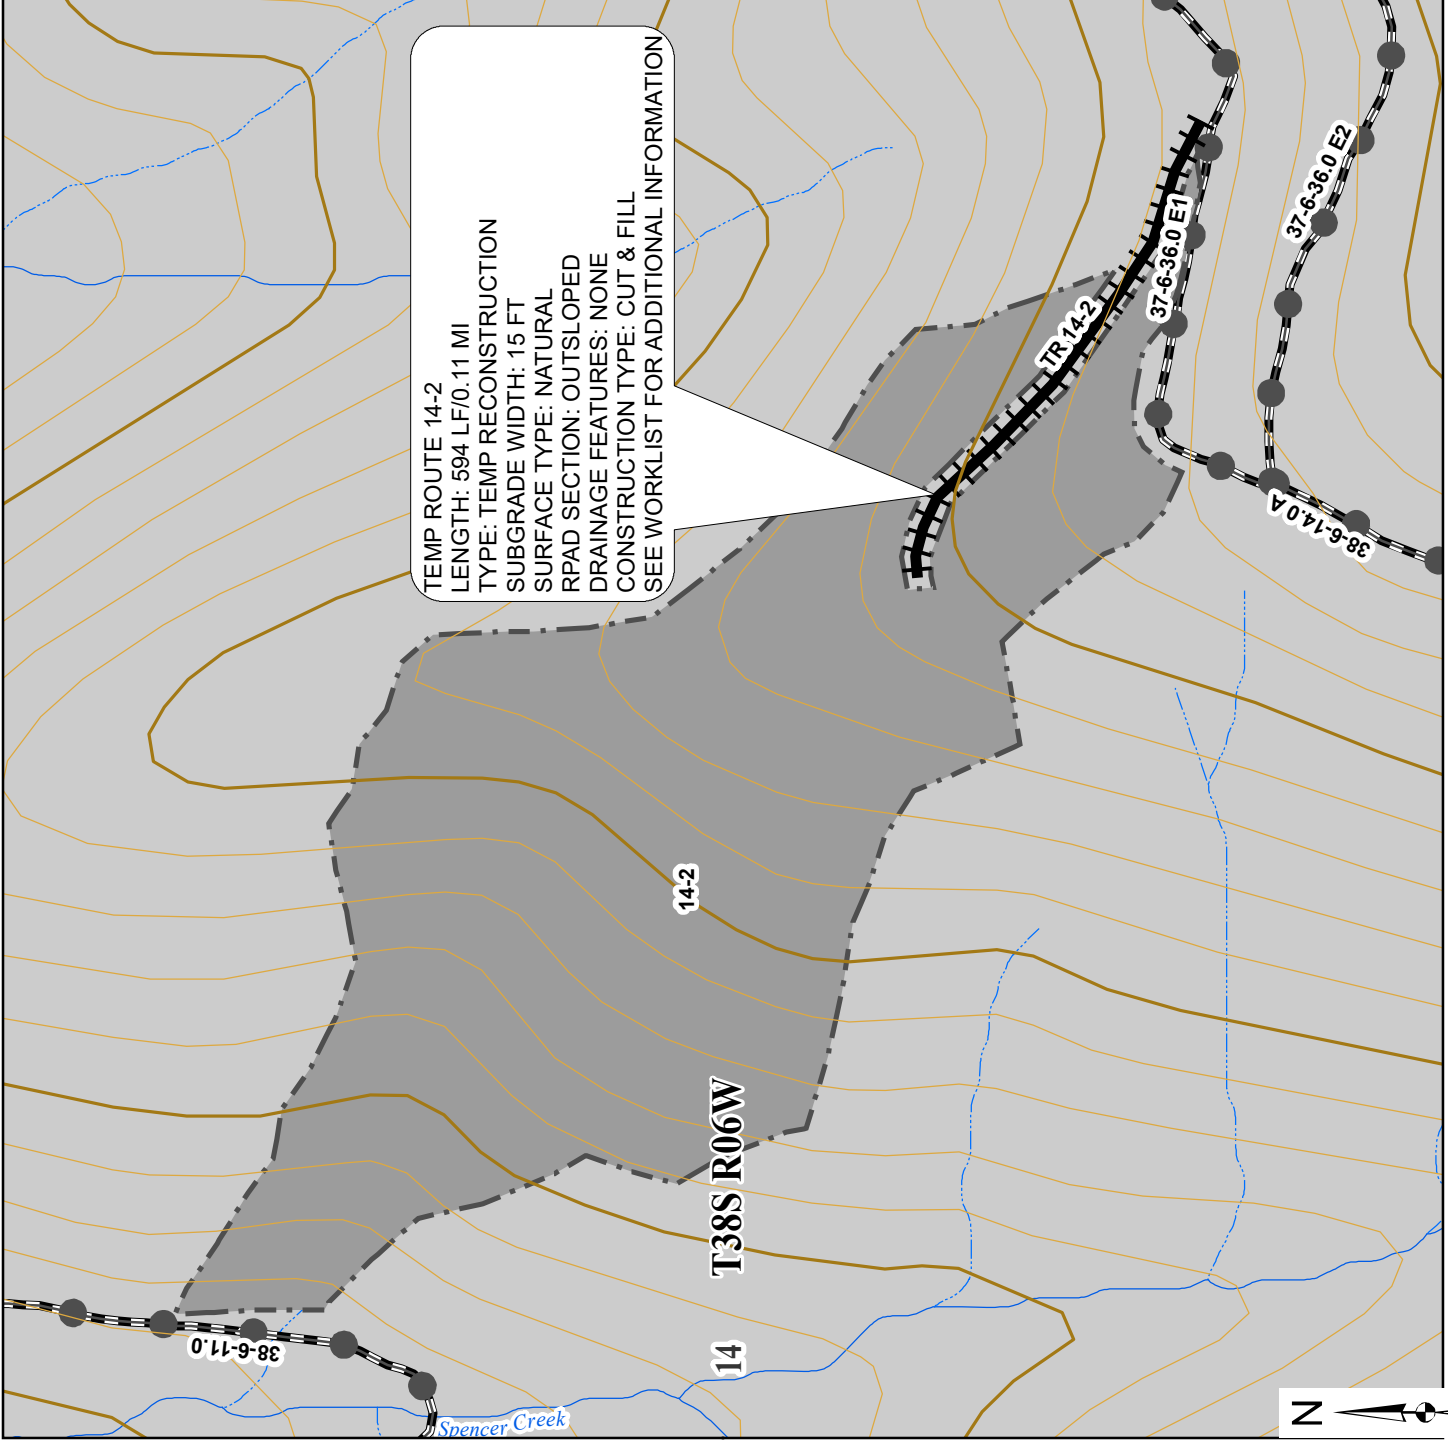 TEMP ROUTE 14-2
LENGTH: 594 LF/0.11 MI
TYPE: TEMP RECONSTRUCTION
SUBGRADE WIDTH: 15 FT
SURFACE TYPE: NATURAL
RPAD SECTION: OUTSLOPED
DRAINAGE FEATURES: NONE
CONSTRUCTION TYPE: CUT & FILL
SEE WORKLIST FOR ADDITIONAL INFORMATION
TR 14-2
37-6-36.0 E1
37-6-36.0 E2
38-6-14.0 A
14-2
38-6-11.0
Spencer Creek
14 T38S R06W
N